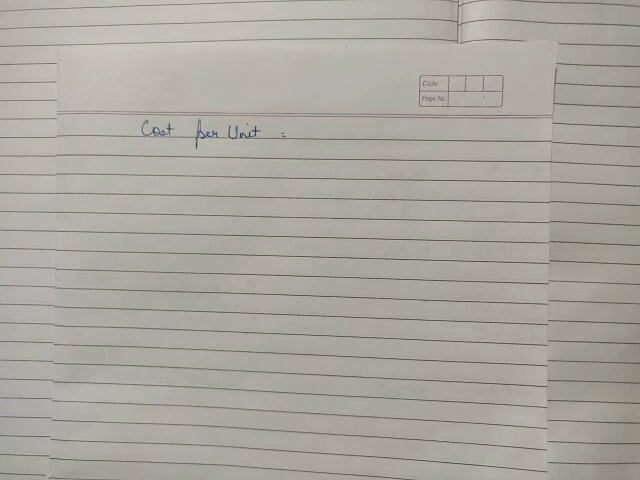 Date
Page No.
Cost per Unit =